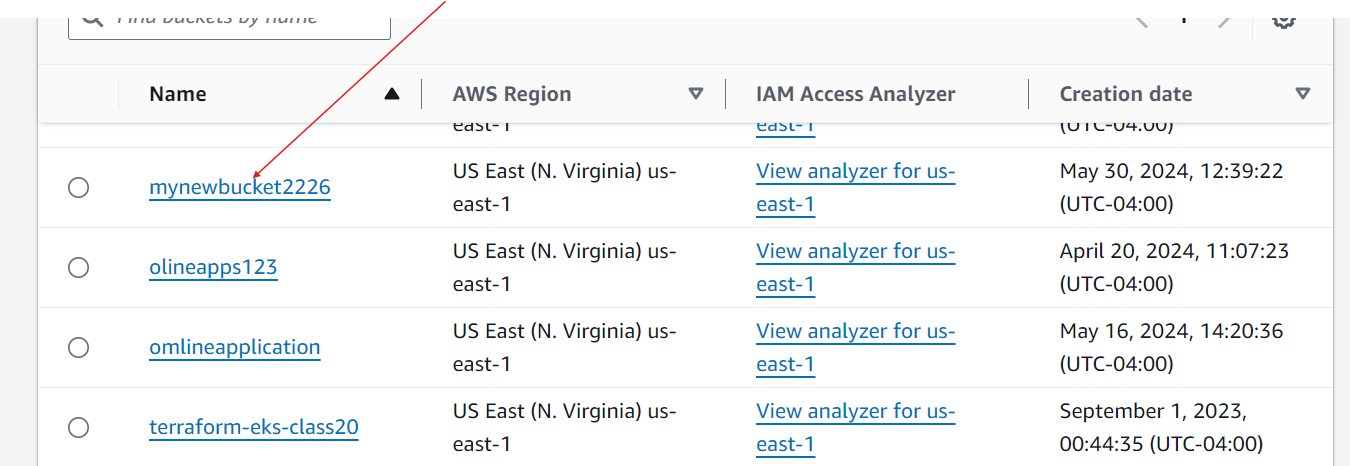 Find buckets by name 1
Name AWS Region IAM Access Analyzer Creation date
east-1 east-1 (UTC-04:00)
mynewbucket2226 US East (N. Virginia) us- View analyzer for us- May 30, 2024, 12:39:22
east-1 east-1 (UTC-04:00)
olineapps123 US East (N. Virginia) us- View analyzer for us- April 20, 2024, 11:07:23
east-1 east-1 (UTC-04:00)
omlineapplication US East (N. Virginia) us- View analyzer for us- May 16, 2024, 14:20:36
east-1 east-1 (UTC-04:00)
terraform-eks-class20 US East (N. Virginia) us- View analyzer for us- September 1, 2023,
east-1 east-1 00:44:35 (UTC-04:00)